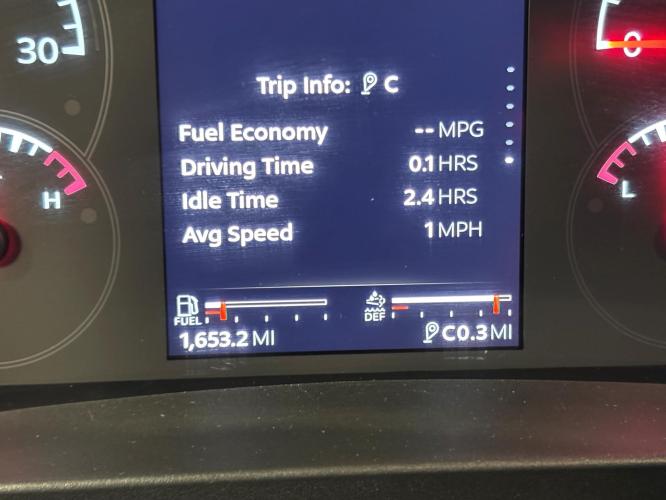 30
0
Trip Info: C
Fuel Economy -- MPG
Driving Time 0.1 HRS
Idle Time 2.4 HRS
Avg Speed 1 MPH
H
L
FUEL
DEF
1,653.2 MI
C 0.3 MI